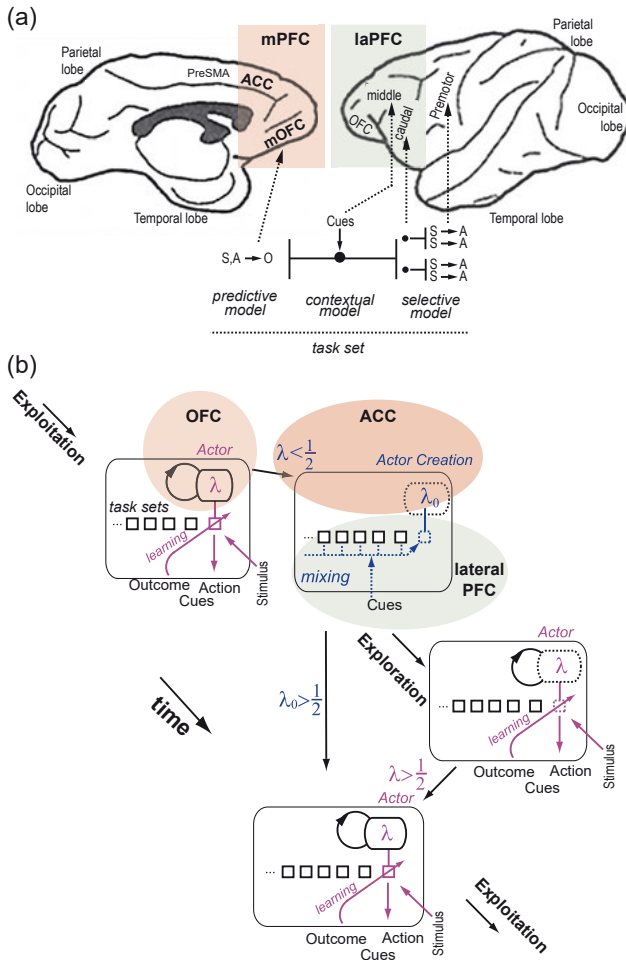 (a)
mPFC
laPFC
Parietal
lobe
PreSMA
ACC
mOFC
Occipital
lobe
Temporal lobe
middle
OFC
caudal
Premotor
Parietal
lobe
Occipital
lobe
Temporal lobe
Cues
S,A → O
S → A
S → A
S → A
S → A
predictive
model
contextual
model
selective
model
task set
(b)
Exploitation
OFC
ACC
Actor
λ<1/2
Actor Creation
λ
λ₀
task sets
...
...
learning
mixing
lateral
PFC
Outcome
Action
Cues
Stimulus
Cues
time
λ₀>1/2
Exploration
Actor
λ
...
learning
Outcome
Action
Cues
Stimulus
λ>1/2
Actor
λ
...
learning
Outcome
Action
Cues
Stimulus
Exploitation